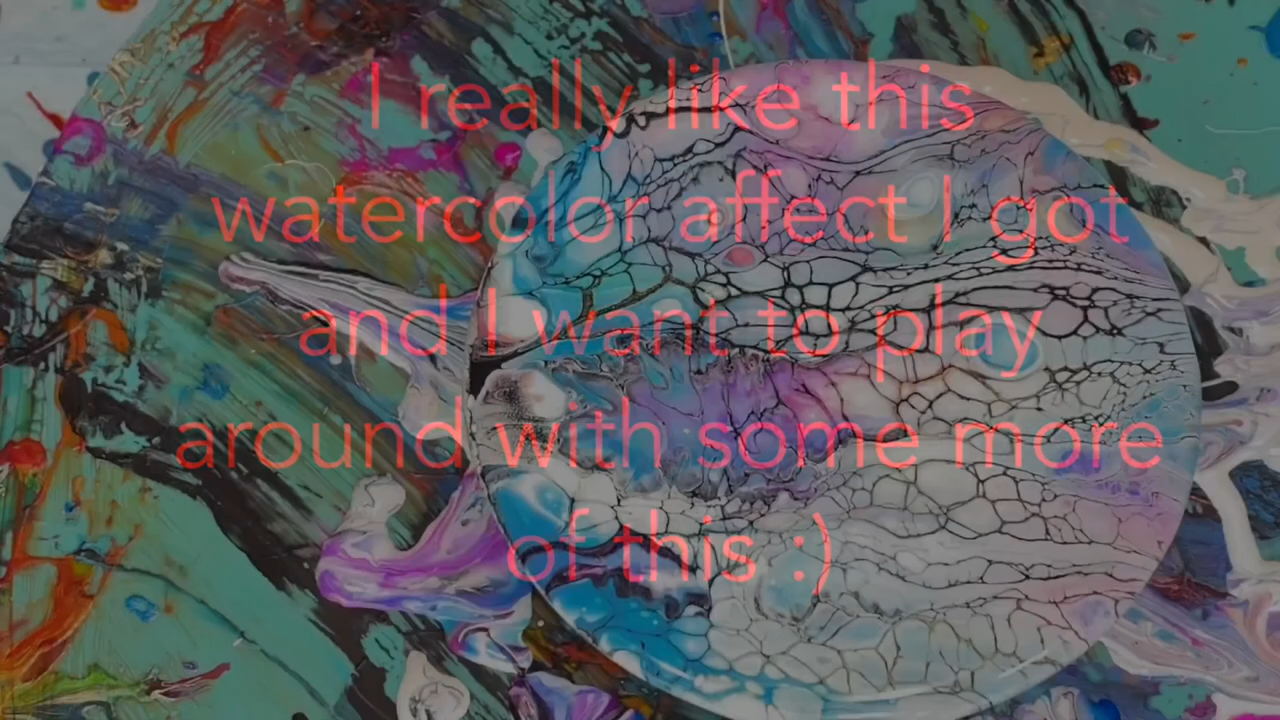 I really like this
watercolor affect I got
and I want to play
around with some more
of this :)